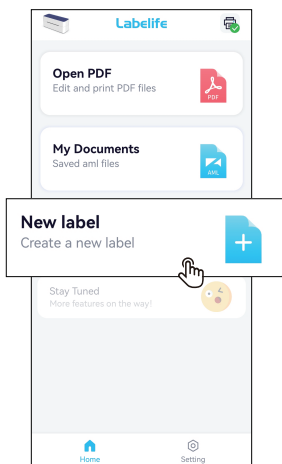 Labelife
Open PDF
Edit and print PDF files
PDF
My Documents
Saved aml files
AML
New label
Create a new label
Stay Tuned
More features on the way!
Home
Setting